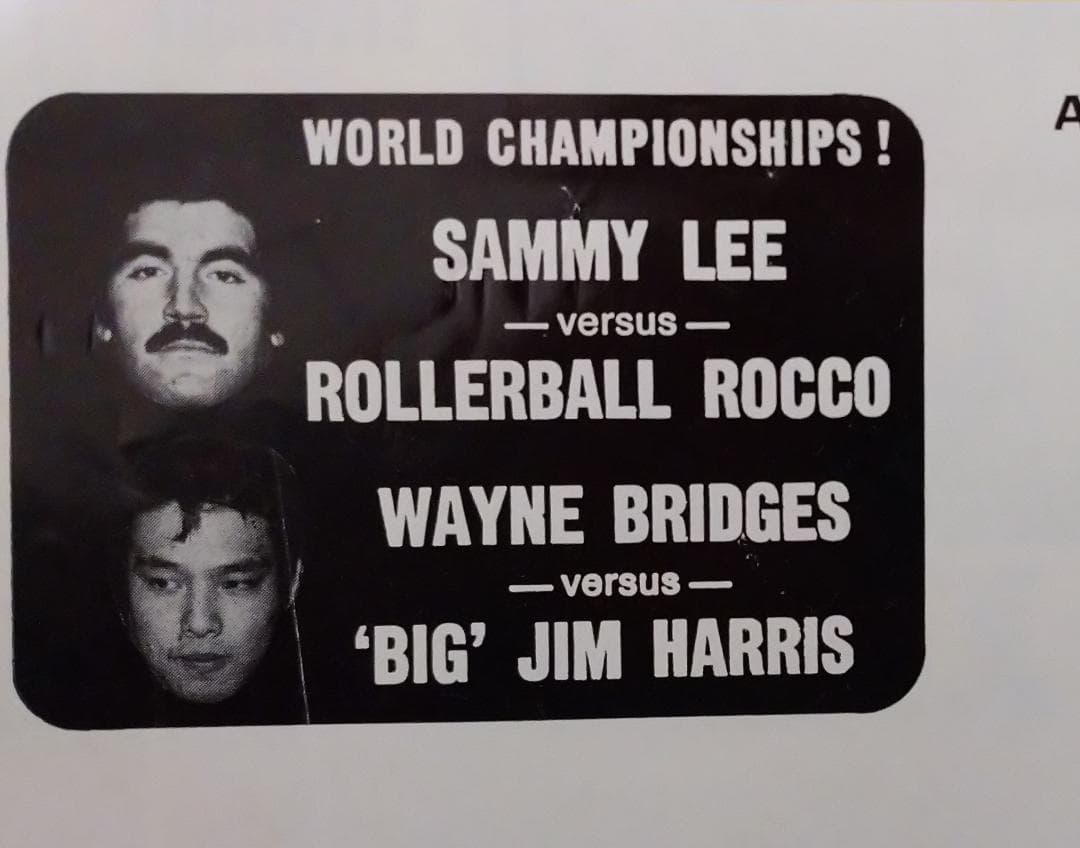 WORLD CHAMPIONSHIPS !
SAMMY LEE
— versus —
ROLLERBALL ROCCO
WAYNE BRIDGES
— versus —
‘BIG’ JIM HARRIS
A